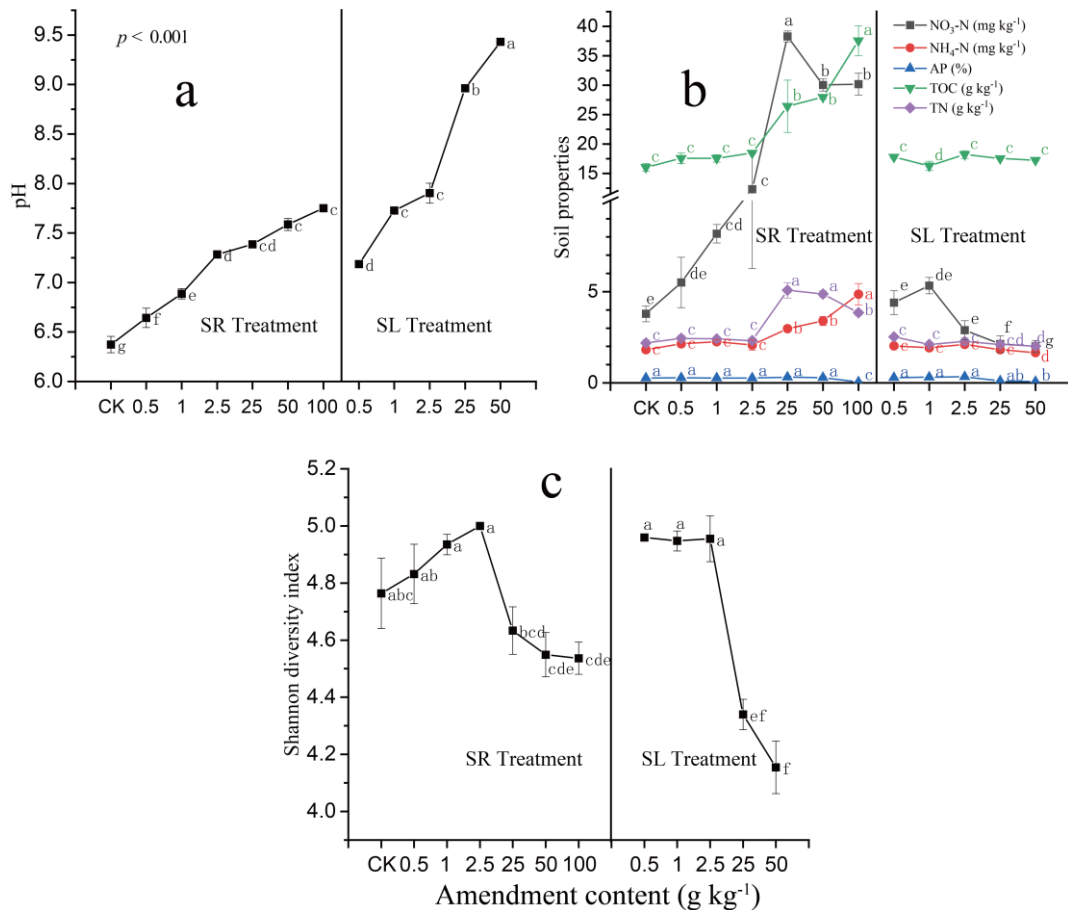 9.5
9.0
8.5
8.0
7.5
7.0
6.5
6.0
pH
p < 0.001
a
g
f
e
d
cd
c
c
d
c
c
b
a
SR Treatment
SL Treatment
CK 0.5 1 2.5 25 50 100
0.5 1 2.5 25 50
40
35
30
25
20
15
5
0
Soil properties
b
NO₃-N (mg kg⁻¹)
NH₄-N (mg kg⁻¹)
AP (%)
TOC (g kg⁻¹)
TN (g kg⁻¹)
a
b
b
a
b
b
c c c c
c
cd
de
e
c d c c c
SR Treatment
SL Treatment
a a
b
a
b
b
c c c c
c c c c
a a a a a a c
e
de
e
f
g
c c c cd d
c c c c d
a a a ab b
CK 0.5 1 2.5 25 50 100
0.5 1 2.5 25 50
5.2
5.0
4.8
4.6
4.4
4.2
4.0
Shannon diversity index
c
abc
ab
a
a
bcd
cde
cde
a
a
a
ef
f
SR Treatment
SL Treatment
CK 0.5 1 2.5 25 50 100
0.5 1 2.5 25 50
Amendment content (g kg⁻¹)